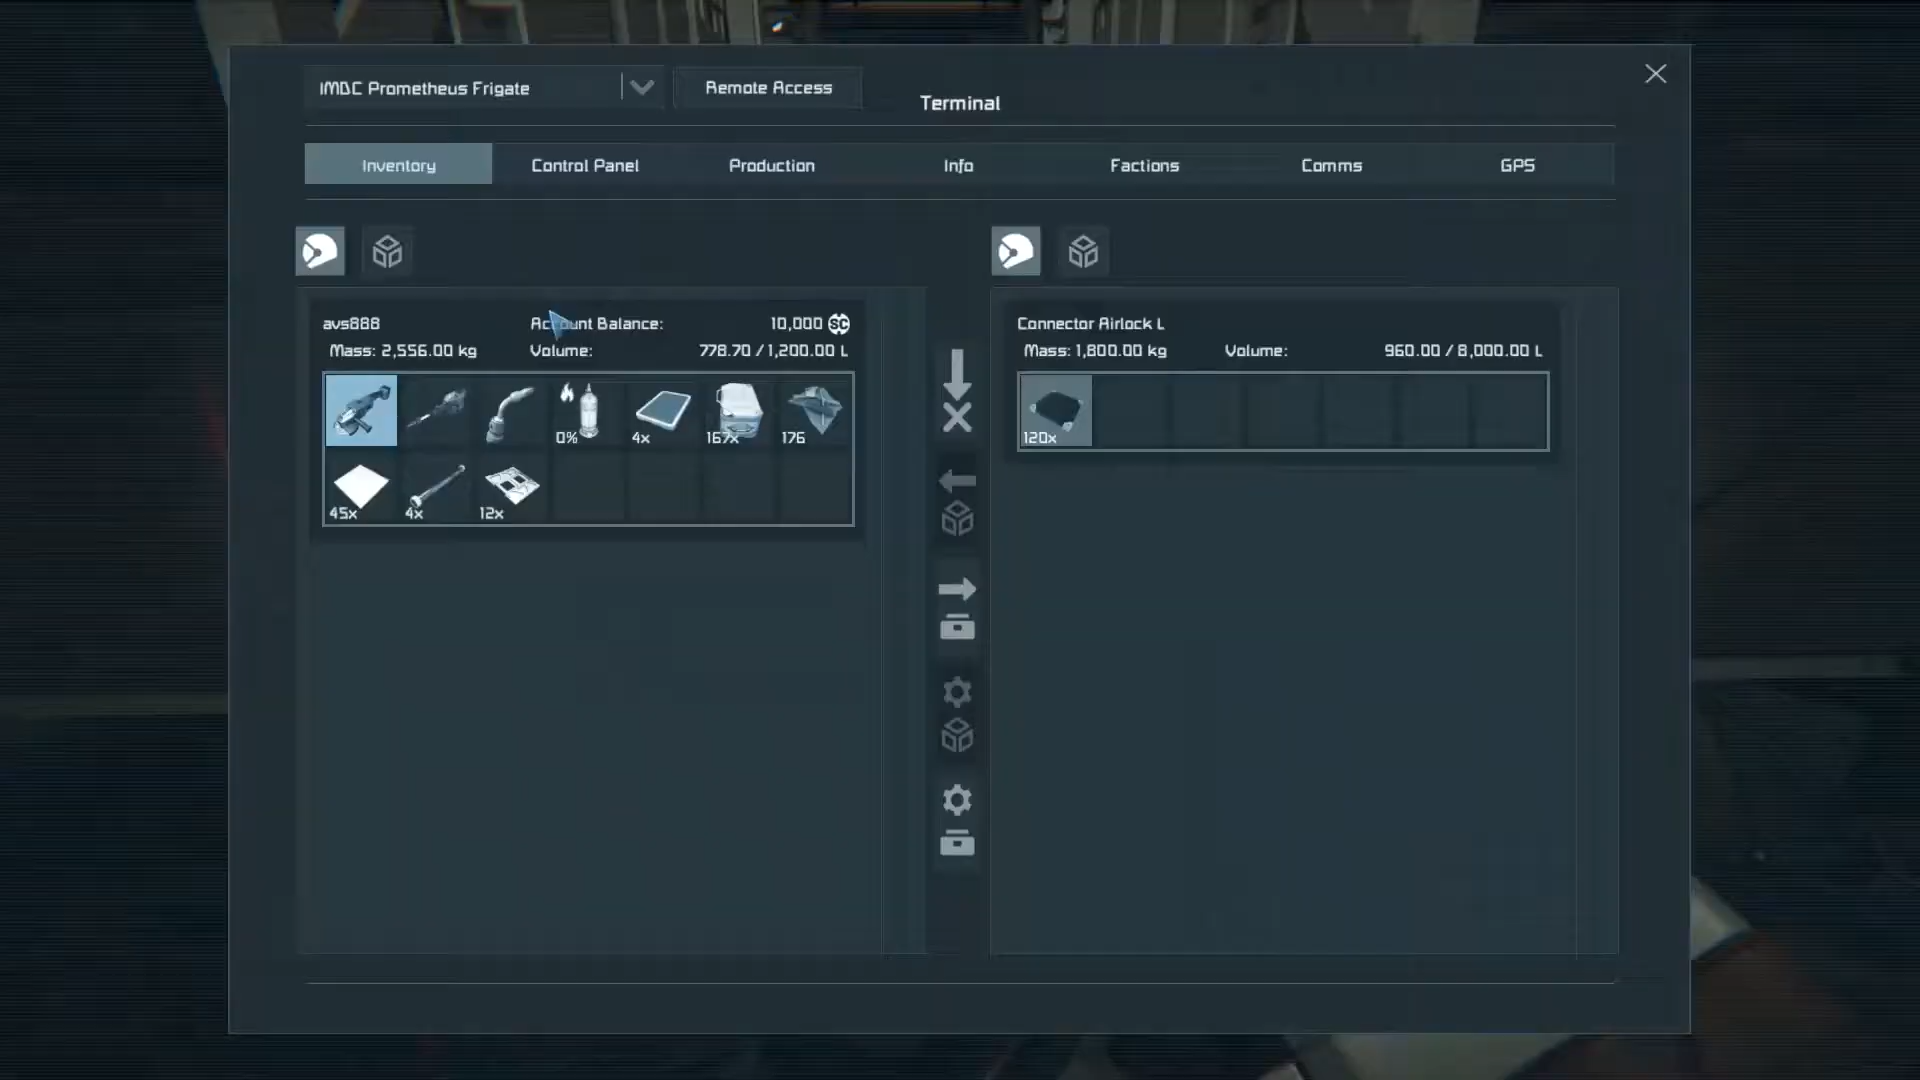 IMDC Prometheus Frigate
Remote Access
Terminal
Inventory
Control Panel
Production
Info
Factions
Comms
GPS
avs888
Account Balance:
10,000 SC
Mass: 2,556.00 kg
Volume:
778.70 / 1,200.00 L
0%
4x
167x
176
45x
4x
12x
Connector Airlock L
Mass: 1,800.00 kg
Volume:
960.00 / 8,000.00 L
120x